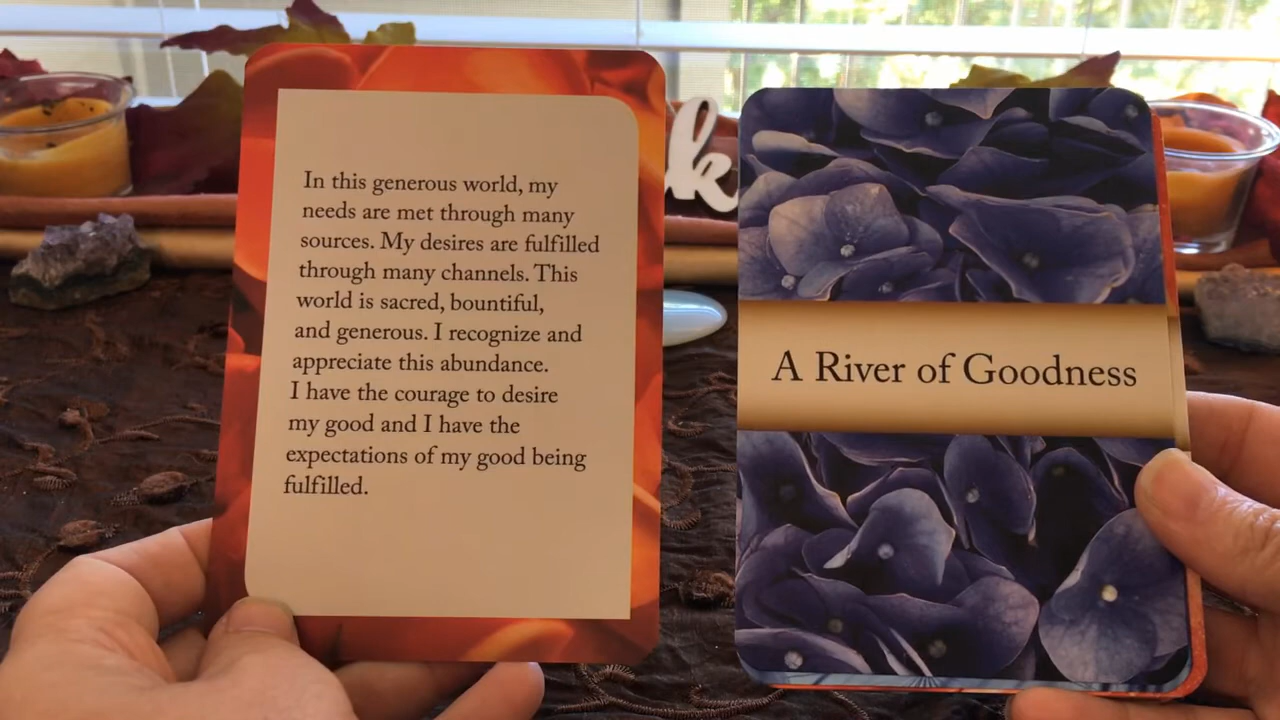 In this generous world, my
needs are met through many
sources. My desires are fulfilled
through many channels. This
world is sacred, bountiful,
and generous. I recognize and
appreciate this abundance.
I have the courage to desire
my good and I have the
expectations of my good being
fulfilled.
k
A River of Goodness